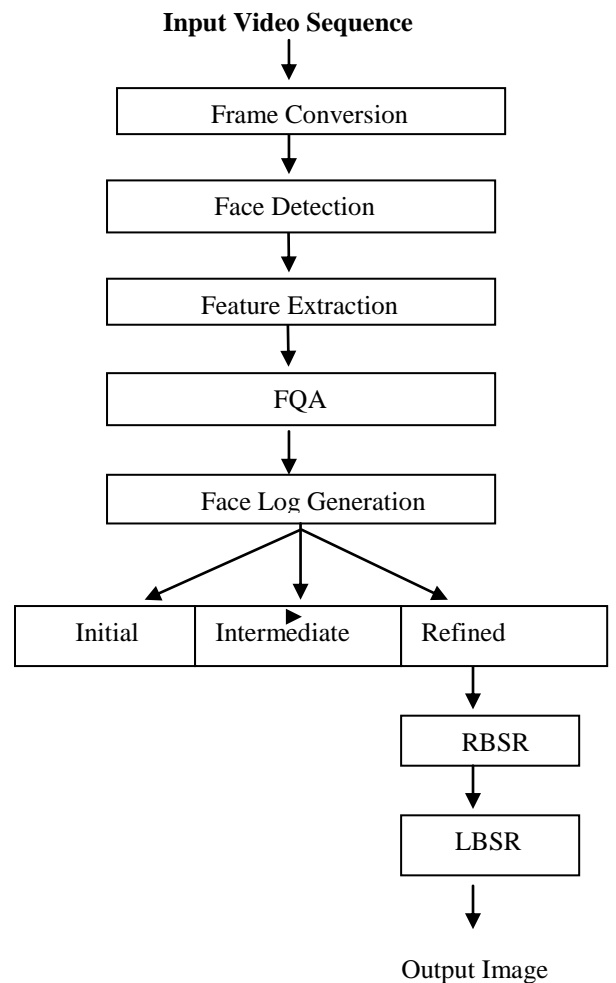 Input Video Sequence
Frame Conversion
Face Detection
Feature Extraction
FQA
Face Log Generation
Initial
Intermediate
Refined
RBSR
LBSR
Output Image